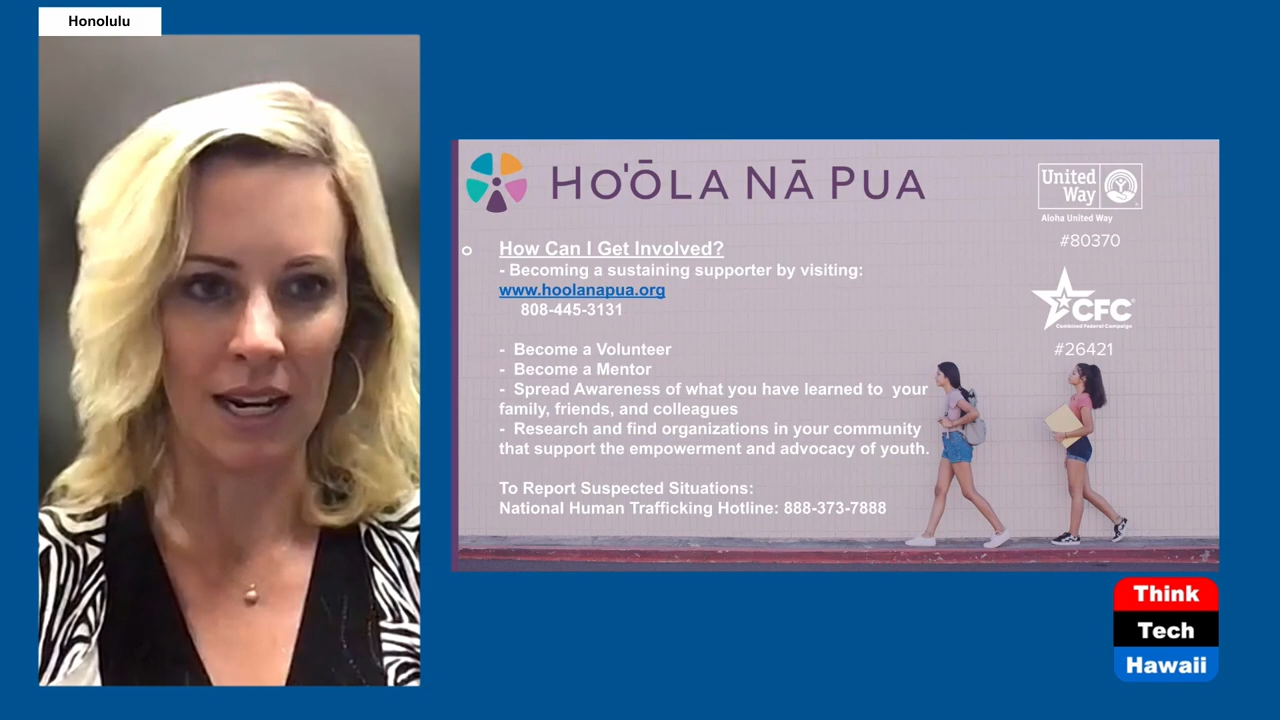 Honolulu
HO'ŌLA NĀ PUA
United
Way
Aloha United Way
#80370
CFC
Combined Federal Campaign
#26421
o How Can I Get Involved?
- Becoming a sustaining supporter by visiting:
www.hoolanapua.org
808-445-3131
- Become a Volunteer
- Become a Mentor
- Spread Awareness of what you have learned to your
family, friends, and colleagues
- Research and find organizations in your community
that support the empowerment and advocacy of youth.
To Report Suspected Situations:
National Human Trafficking Hotline: 888-373-7888
Think
Tech
Hawaii